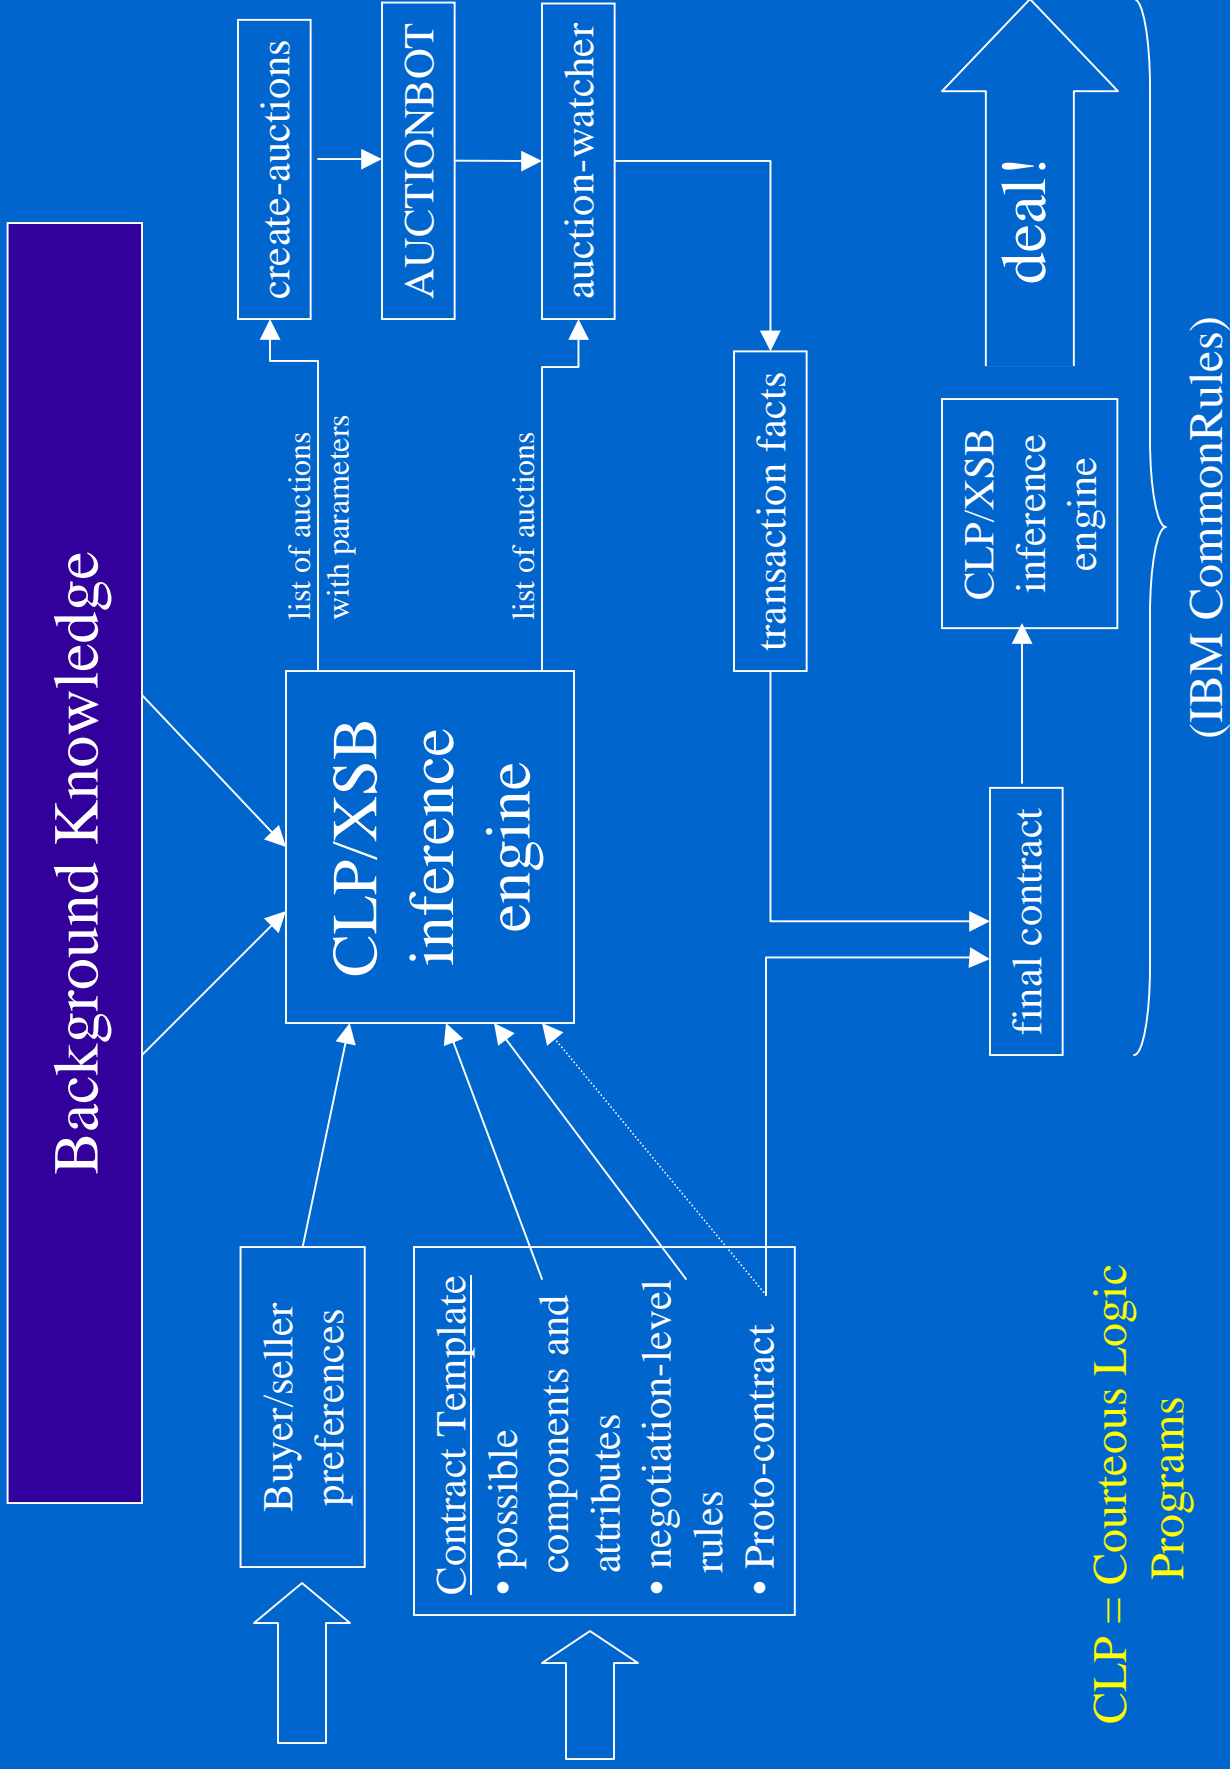 Background Knowledge
Buyer/seller
preferences
Contract Template
• possible
components and
attributes
• negotiation-level
rules
• Proto-contract
CLP/XSB
inference
engine
list of auctions
with parameters
list of auctions
create-auctions
AUCTIONBOT
auction-watcher
transaction facts
final contract
CLP/XSB
inference
engine
deal!
(IBM CommonRules)
CLP = Courteous Logic
Programs